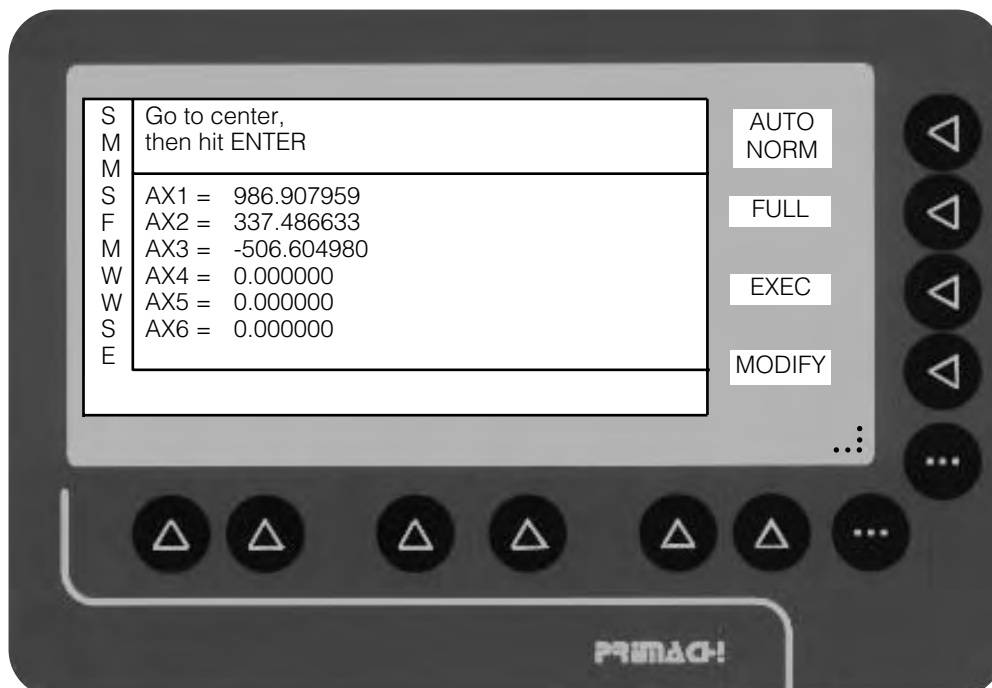 S
M
M
S
F
M
W
W
S
E
Go to center,
then hit ENTER
AX1 = 986.907959
AX2 = 337.486633
AX3 = -506.604980
AX4 = 0.000000
AX5 = 0.000000
AX6 = 0.000000
AUTO
NORM
FULL
EXEC
MODIFY
PRIMACH